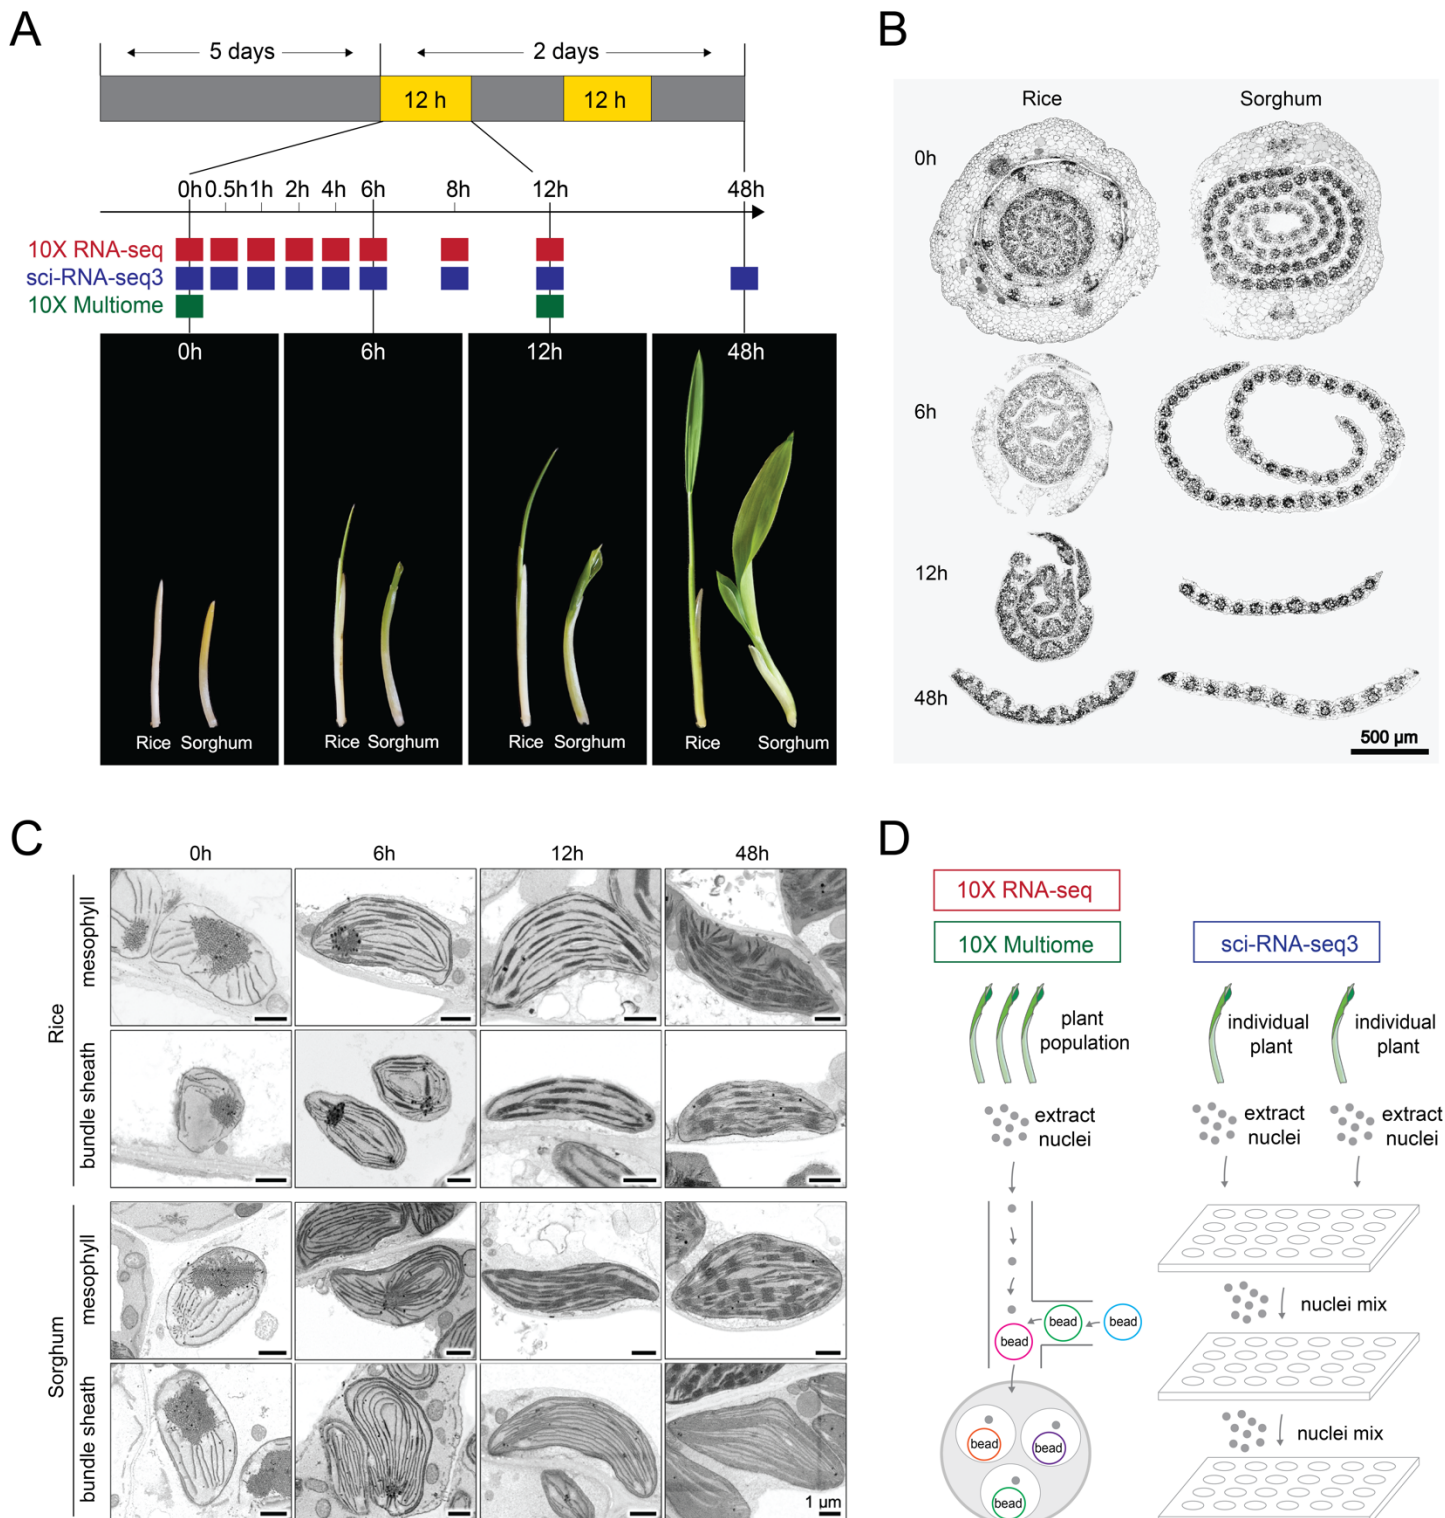 A
5 days
2 days
12 h
12 h
0h 0.5h 1h 2h 4h 6h 8h 12h 48h
10X RNA-seq
sci-RNA-seq3
10X Multiome
0h
6h
12h
48h
Rice Sorghum
Rice Sorghum
Rice Sorghum
Rice Sorghum
B
Rice Sorghum
0h
6h
12h
48h
500 µm
C
0h 6h 12h 48h
Rice
mesophyll
bundle sheath
Sorghum
mesophyll
bundle sheath
1 µm
D
10X RNA-seq
10X Multiome
plant
population
extract
nuclei
bead
bead
bead
bead
bead
bead
sci-RNA-seq3
individual
plant
individual
plant
extract
nuclei
extract
nuclei
nuclei mix
nuclei mix